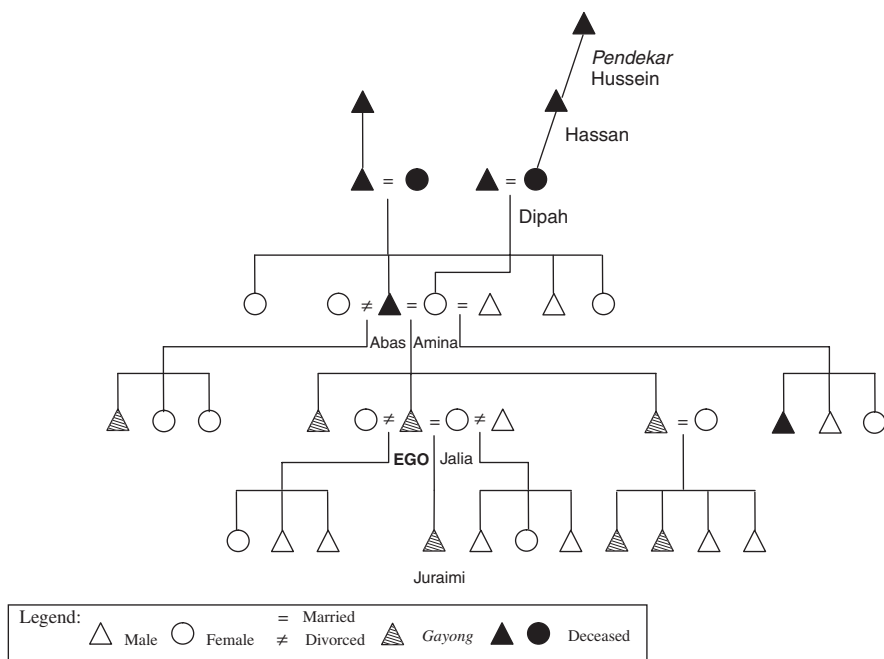 Pendekar
Hussein
Hassan
= =
Dipah
≠ = =
Abas Amina
≠ = ≠ =
EGO Jalia
Juraimi
Legend:
= Married
Male Female ≠ Divorced Gayong Deceased